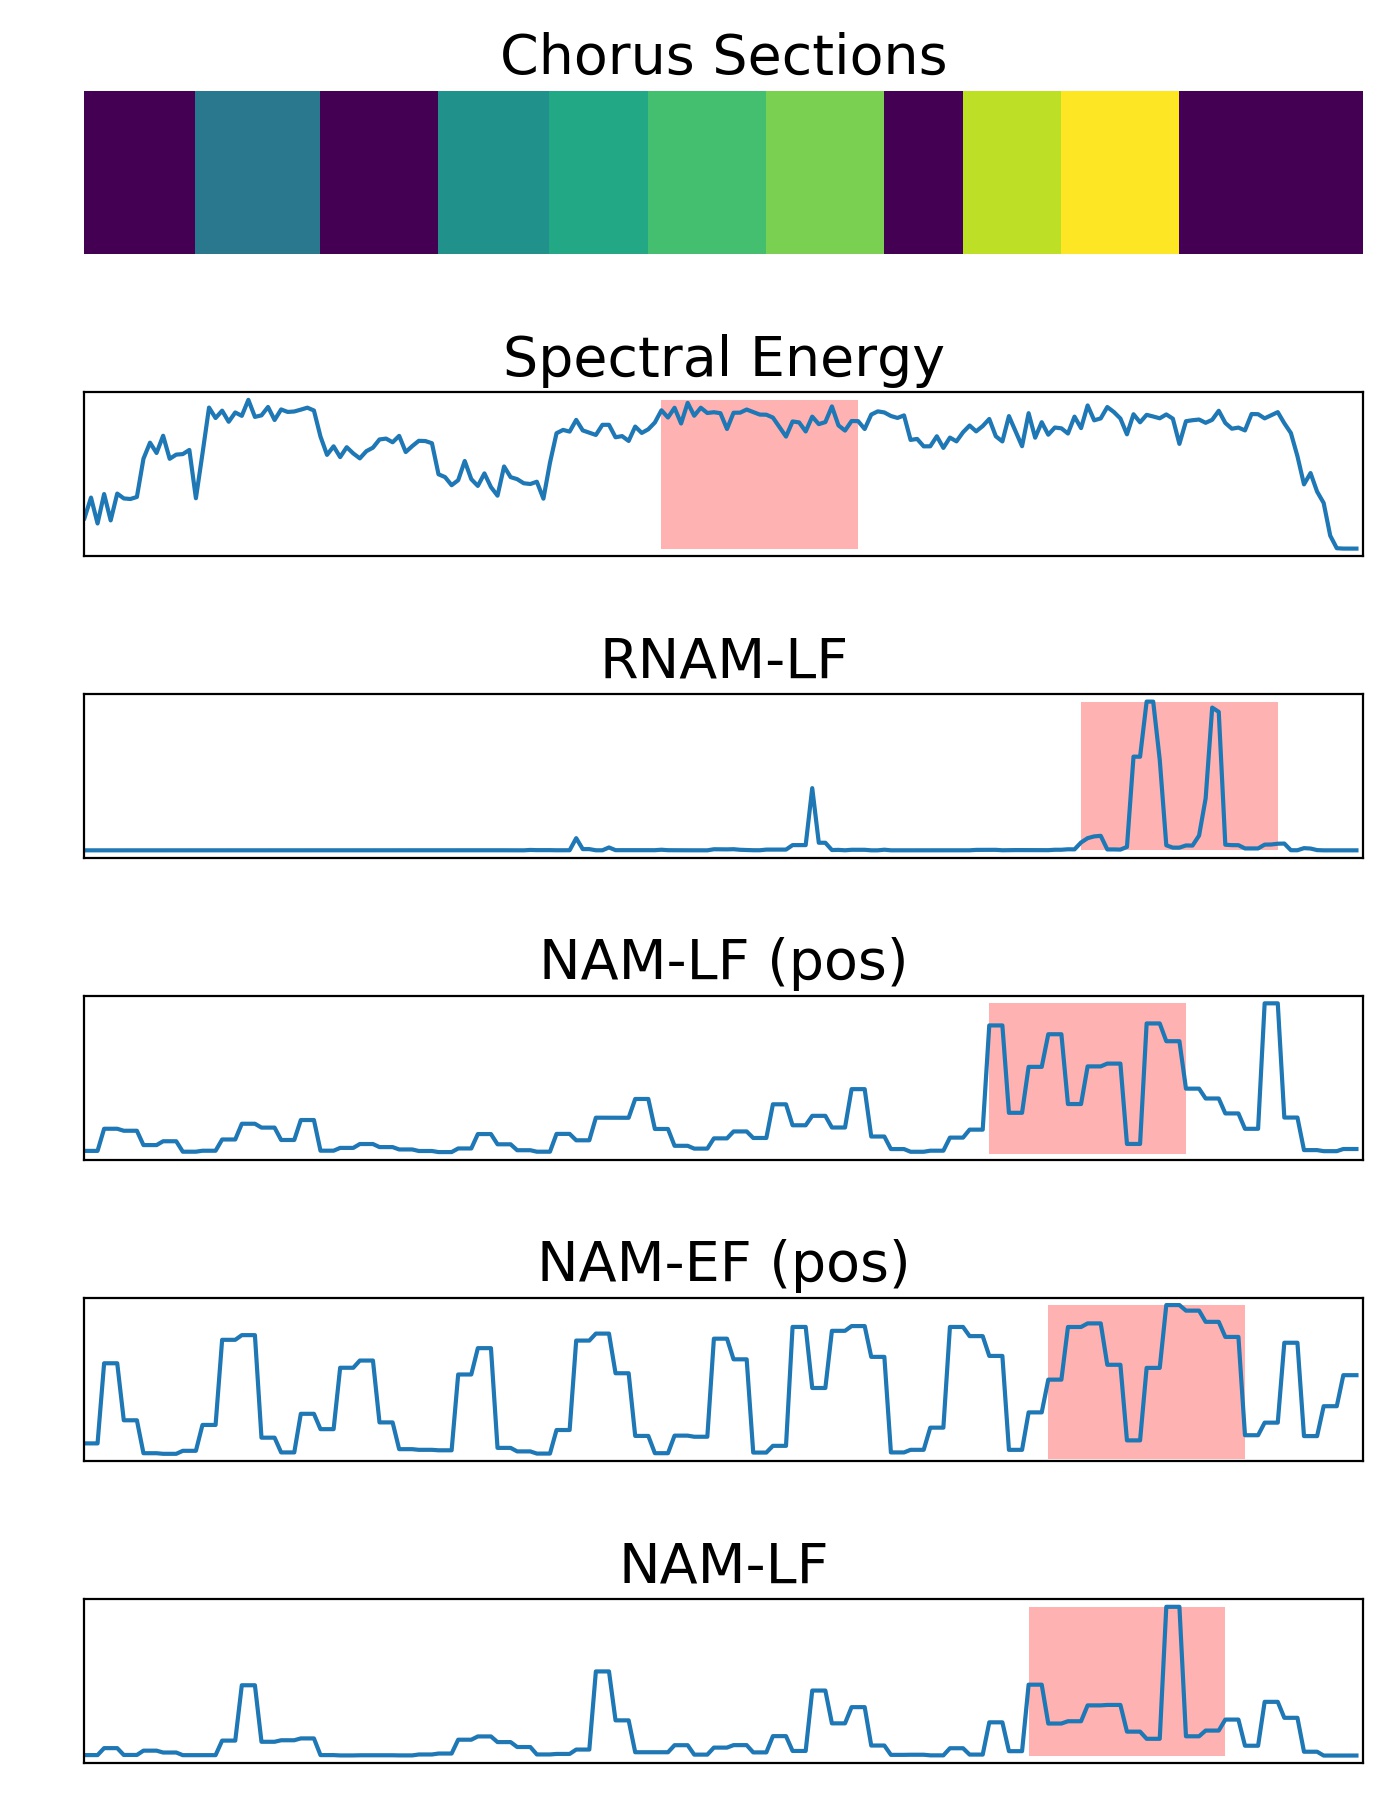 Chorus Sections
Spectral Energy
RNAM-LF
NAM-LF (pos)
NAM-EF (pos)
NAM-LF